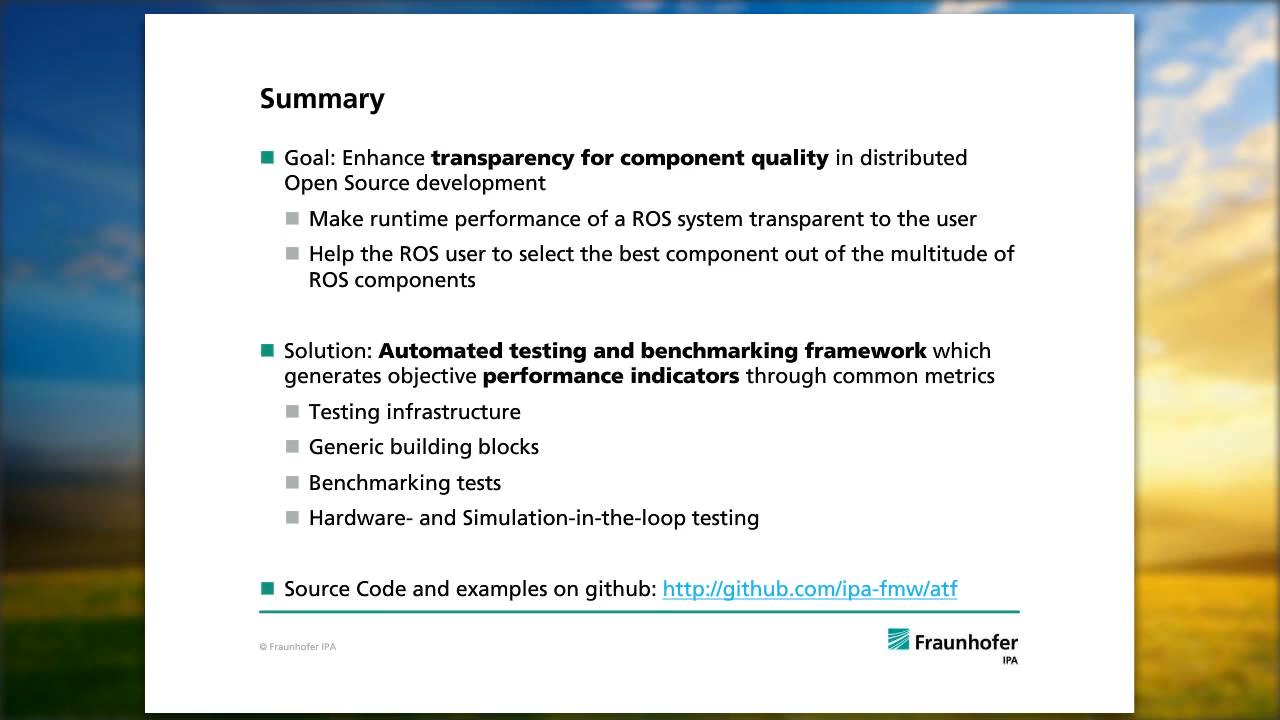 Summary
Goal: Enhance transparency for component quality in distributed
Open Source development
Make runtime performance of a ROS system transparent to the user
Help the ROS user to select the best component out of the multitude of
ROS components
Solution: Automated testing and benchmarking framework which
generates objective performance indicators through common metrics
Testing infrastructure
Generic building blocks
Benchmarking tests
Hardware- and Simulation-in-the-loop testing
Source Code and examples on github: http://github.com/ipa-fmw/atf
© Fraunhofer IPA
Fraunhofer
IPA